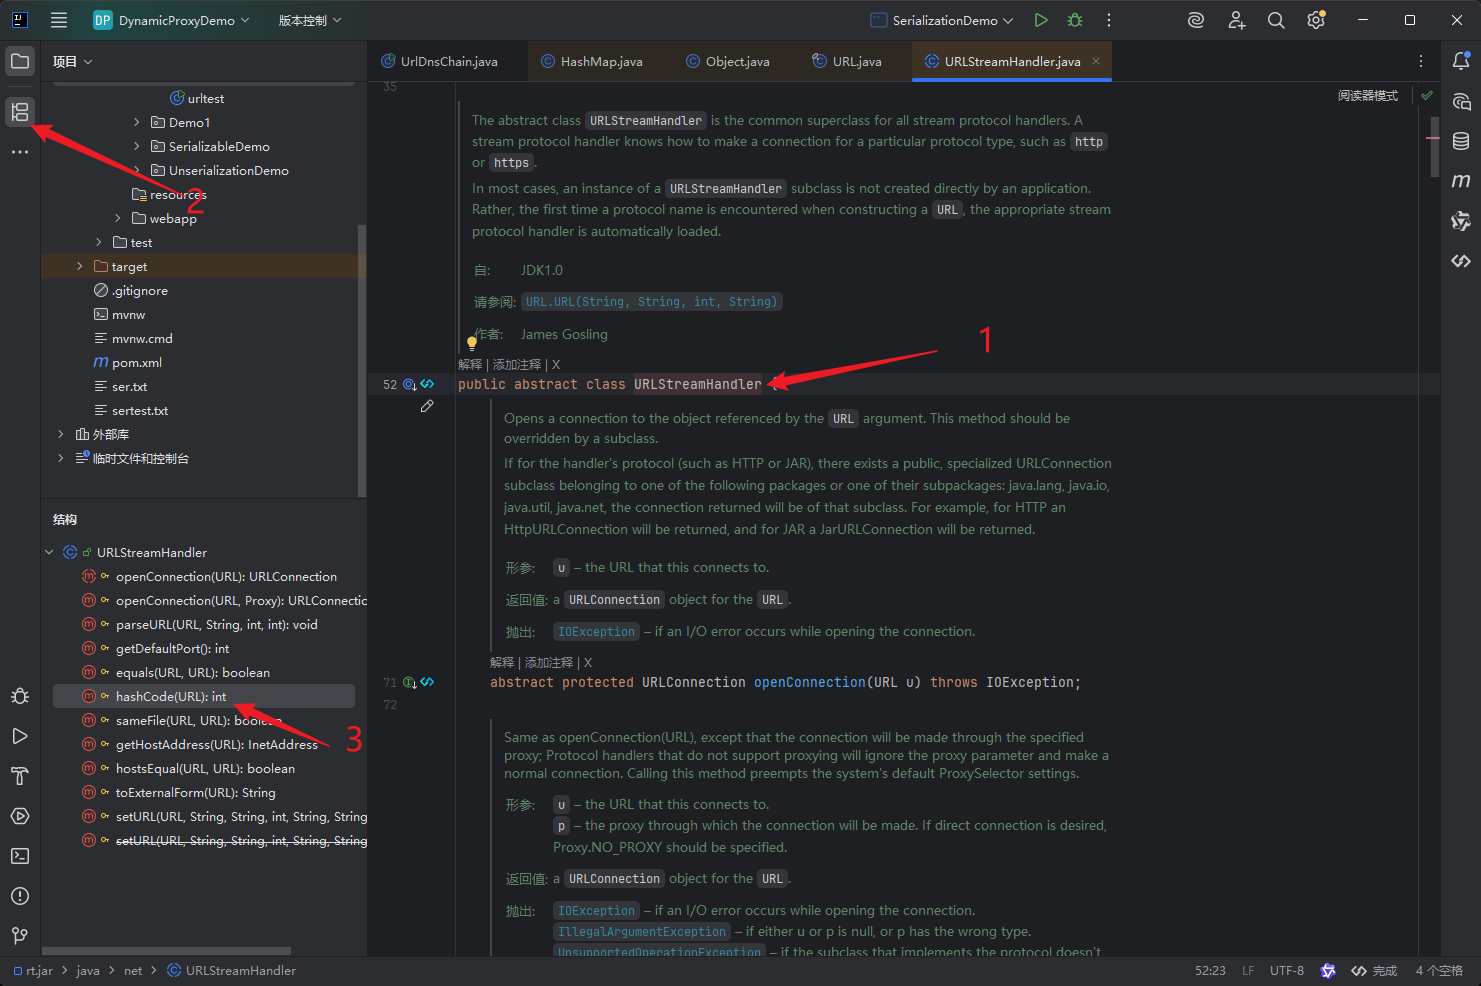 DP DynamicProxyDemo 版本控制 SerializationDemo
项目
UrlDnsChain.java HashMap.java Object.java URL.java URLStreamHandler.java
35
阅读器模式
urltest
Demo1
SerializableDemo
UnserializationDemo
resources
webapp
test
target
.gitignore
mvnw
mvnw.cmd
pom.xml
ser.txt
sertest.txt
外部库
临时文件和控制台
2
结构
URLStreamHandler
openConnection(URL): URLConnection
openConnection(URL, Proxy): URLConnectio
parseURL(URL, String, int, int): void
getDefaultPort(): int
equals(URL, URL): boolean
hashCode(URL): int
sameFile(URL, URL): boolean
getHostAddress(URL): InetAddress
hostsEqual(URL, URL): boolean
toExternalForm(URL): String
setURL(URL, String, String, int, String, String
setURL(URL, String, String, int, String, String
3
The abstract class URLStreamHandler is the common superclass for all stream protocol handlers. A
stream protocol handler knows how to make a connection for a particular protocol type, such as http
or https.
In most cases, an instance of a URLStreamHandler subclass is not created directly by an application.
Rather, the first time a protocol name is encountered when constructing a URL, the appropriate stream
protocol handler is automatically loaded.
自: JDK1.0
请参阅: URL.URL(String, String, int, String)
作者: James Gosling
1
解释 | 添加注释 | X
52 public abstract class URLStreamHandler {
Opens a connection to the object referenced by the URL argument. This method should be
overridden by a subclass.
If for the handler's protocol (such as HTTP or JAR), there exists a public, specialized URLConnection
subclass belonging to one of the following packages or one of their subpackages: java.lang, java.io,
java.util, java.net, the connection returned will be of that subclass. For example, for HTTP an
HttpURLConnection will be returned, and for JAR a JarURLConnection will be returned.
形参: u – the URL that this connects to.
返回值: a URLConnection object for the URL.
抛出: IOException – if an I/O error occurs while opening the connection.
解释 | 添加注释 | X
71 abstract protected URLConnection openConnection(URL u) throws IOException;
72
Same as openConnection(URL), except that the connection will be made through the specified
proxy; Protocol handlers that do not support proxying will ignore the proxy parameter and make a
normal connection. Calling this method preempts the system's default ProxySelector settings.
形参: u – the URL that this connects to.
p – the proxy through which the connection will be made. If direct connection is desired,
Proxy.NO_PROXY should be specified.
返回值: a URLConnection object for the URL.
抛出: IOException – if an I/O error occurs while opening the connection.
IllegalArgumentException – if either u or p is null, or p has the wrong type.
UnsupportedOperationException – if the subclass that implements the protocol doesn't
rt.jar java net URLStreamHandler
52:23 LF UTF-8 完成 4 个空格